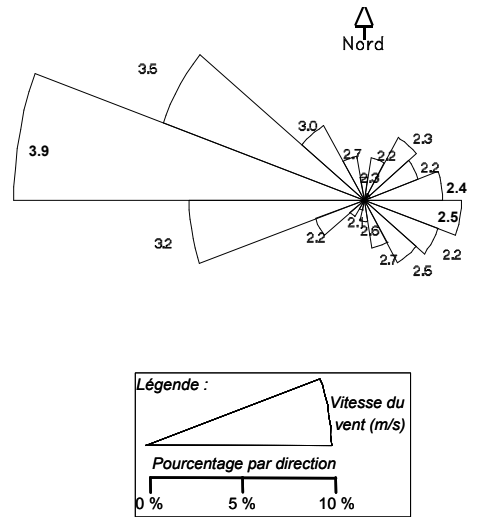 Nord
3.5
3.9
3.0
2.7
2.3
2.2
2.3
2.2
2.4
3.2
2.2
2.1
2.6
2.7
2.5
2.2
2.5
Légende :
Vitesse du
vent (m/s)
Pourcentage par direction
0 % 5 % 10 %